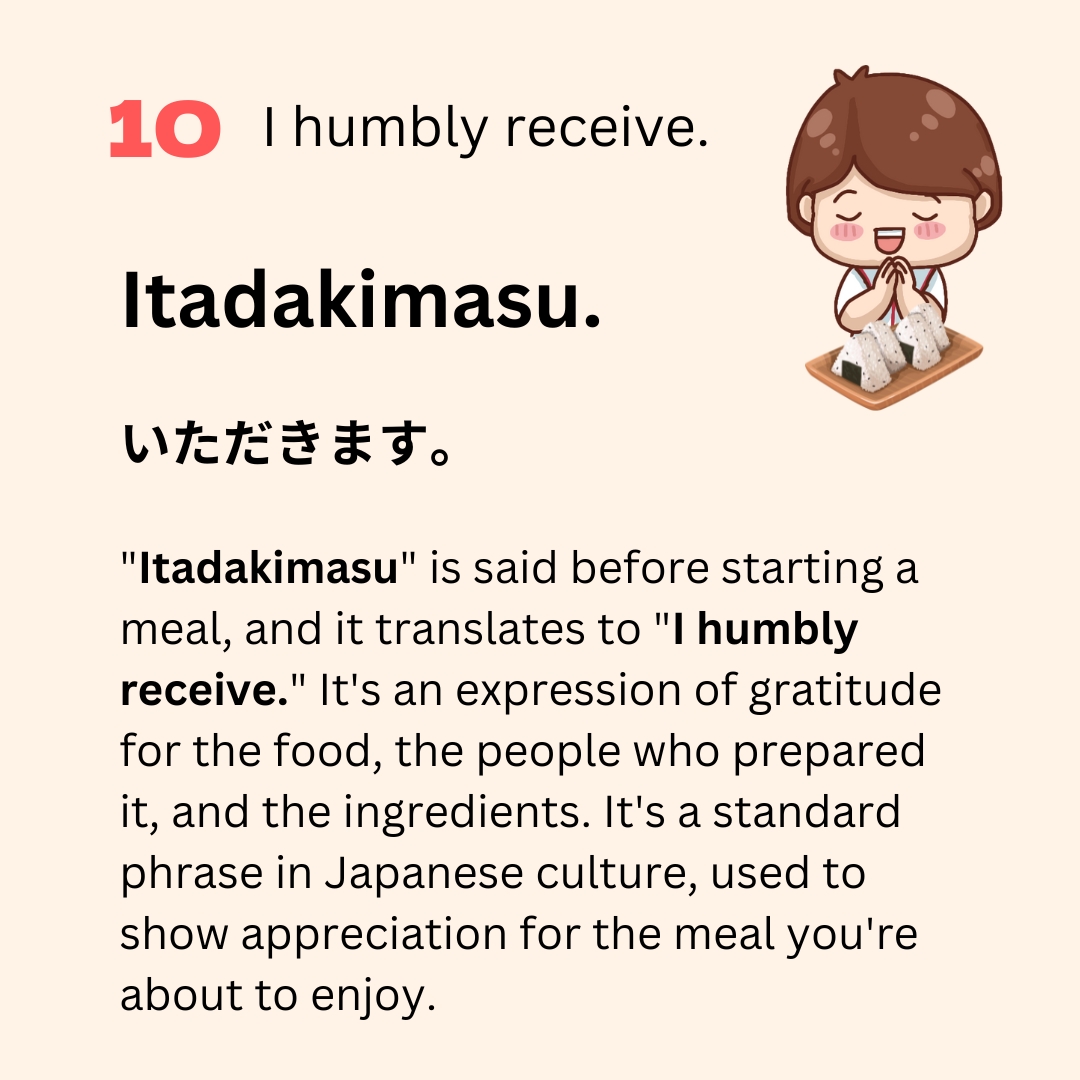 10 I humbly receive.
Itadakimasu.
いただきます。
"Itadakimasu" is said before starting a
meal, and it translates to "I humbly
receive." It's an expression of gratitude
for the food, the people who prepared
it, and the ingredients. It's a standard
phrase in Japanese culture, used to
show appreciation for the meal you're
about to enjoy.